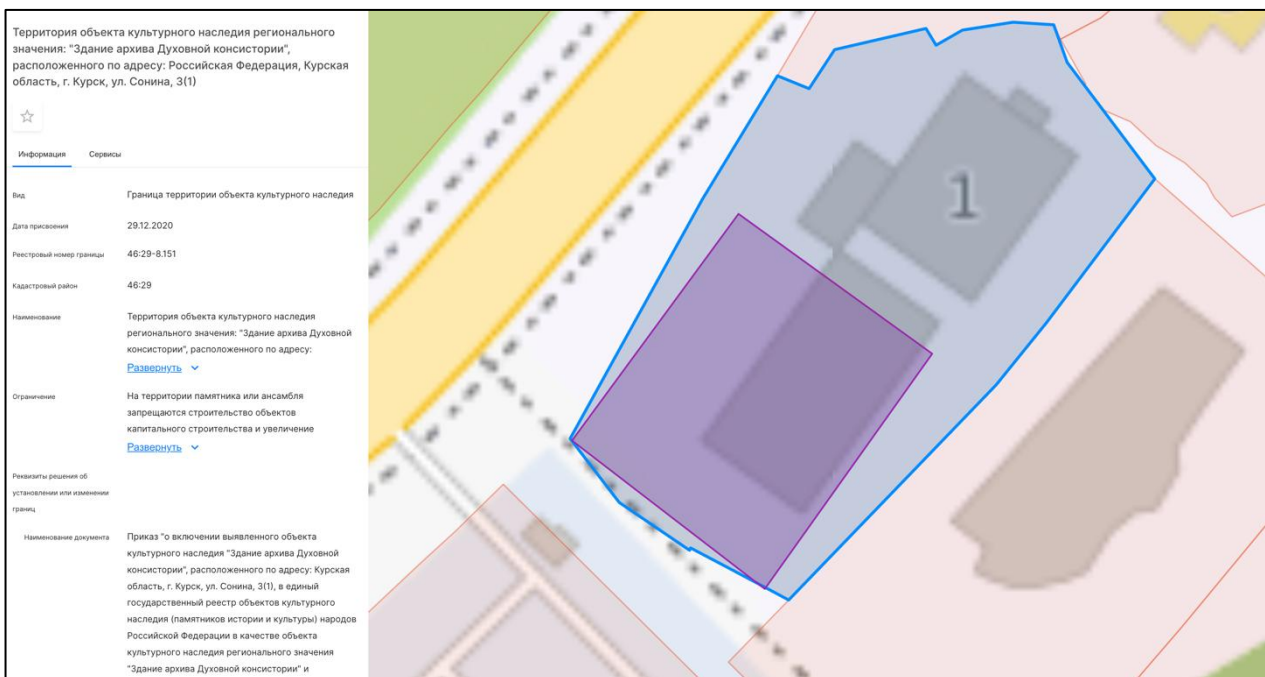 Территория объекта культурного наследия регионального
значения: "Здание архива Духовной консистории",
расположенного по адресу: Российская Федерация, Курская
область, г. Курск, ул. Сонина, 3(1)
Информация Сервисы
Вид Граница территории объекта культурного наследия
Дата присвоения 29.12.2020
Реестровый номер границы 46:29-8.151
Кадастровый район 46:29
Наименование Территория объекта культурного наследия
регионального значения: "Здание архива Духовной
консистории", расположенного по адресу:
Развернуть
Ограничение На территории памятника или ансамбля
запрещаются строительство объектов
капитального строительства и увеличение
Развернуть
Реквизиты решения об
установлении или изменении
границ
Наименование документа Приказ "о включении выявленного объекта
культурного наследия "Здание архива Духовной
консистории", расположенного по адресу: Курская
область, г. Курск, ул. Сонина, 3(1), в единый
государственный реестр объектов культурного
наследия (памятников истории и культуры) народов
Российской Федерации в качестве объекта
культурного наследия регионального значения
"Здание архива Духовной консистории" и
1